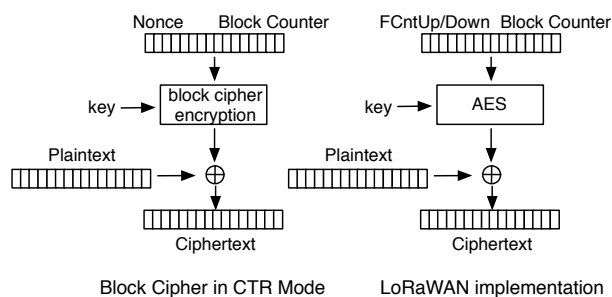 Nonce Block Counter
block cipher
encryption
key
Plaintext
Ciphertext
Block Cipher in CTR Mode
FCntUp/Down Block Counter
AES
key
Plaintext
Ciphertext
LoRaWAN implementation